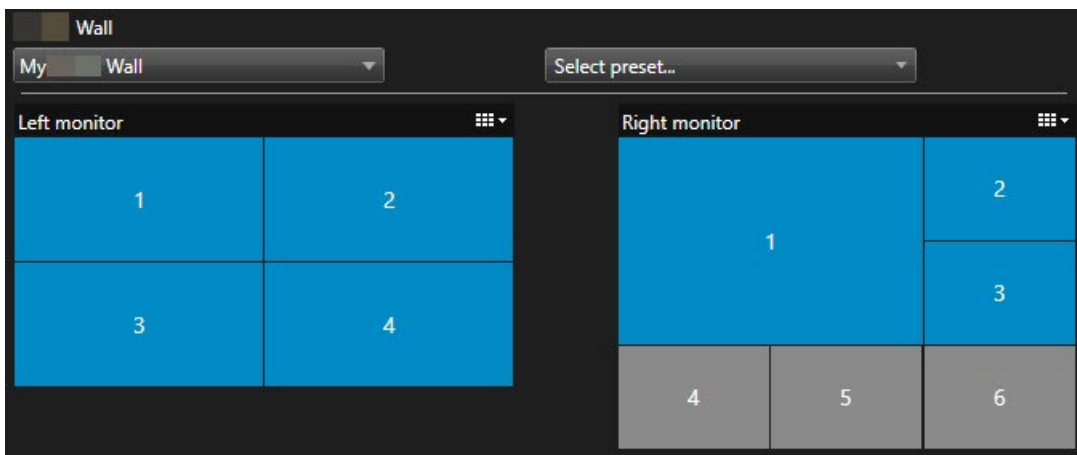 Wall
My Wall
Select preset...
Left monitor
Right monitor
1 2
3 4
1
2
3
4 5 6